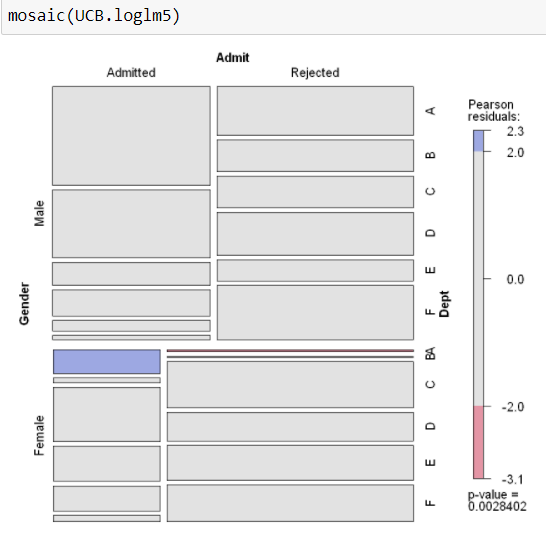 mosaic(UCB.loglm5)
Admit
Admitted Rejected
Pearson
residuals:
2.3
2.0
0.0
-2.0
-3.1
p-value =
0.0028402
Gender
Male
Female
A
B
C
D
E
F
Dept
BA
C
D
E
F